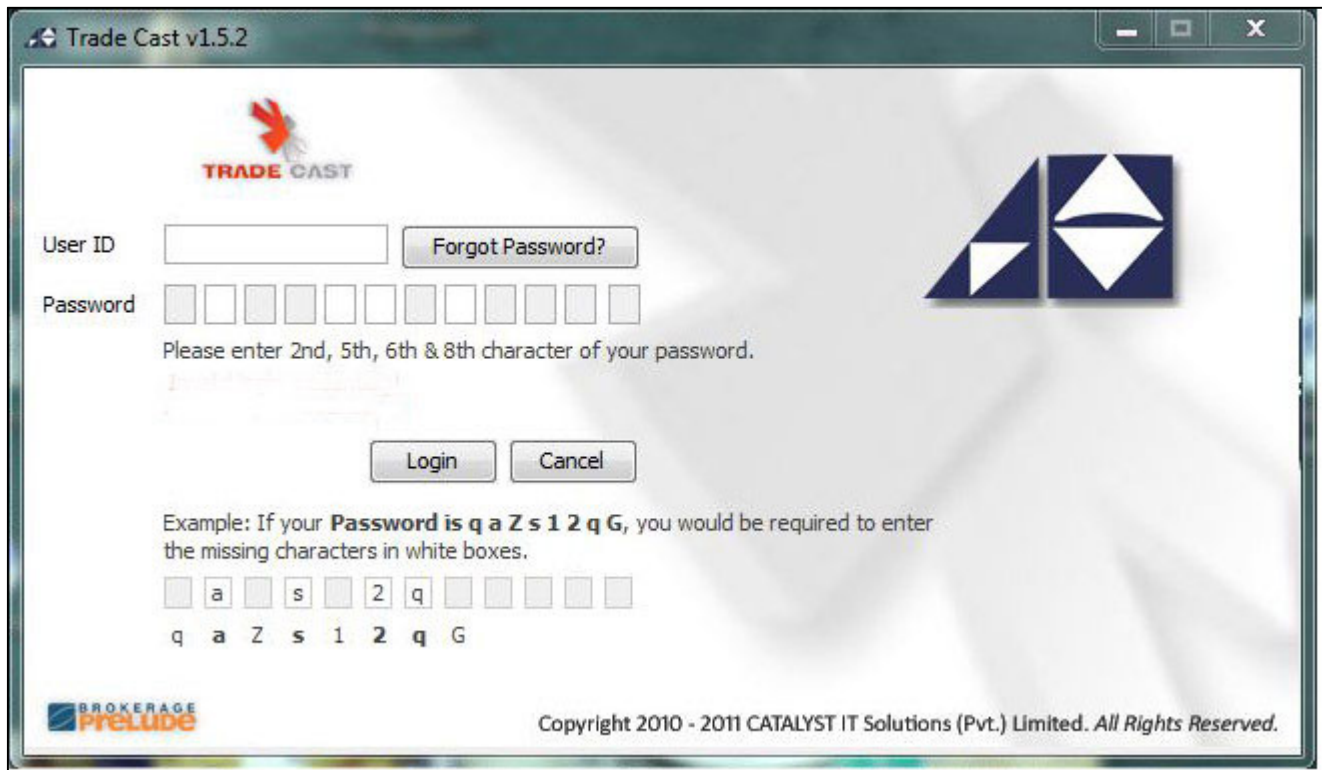 Trade Cast v1.5.2
TRADE CAST
User ID
Forgot Password?
Password
Please enter 2nd, 5th, 6th & 8th character of your password.
Login Cancel
Example: If your Password is q a Z s 1 2 q G, you would be required to enter
the missing characters in white boxes.
a s 2 q
q a Z s 1 2 q G
BROKERAGE
PRELUDE
Copyright 2010 - 2011 CATALYST IT Solutions (Pvt.) Limited. All Rights Reserved.